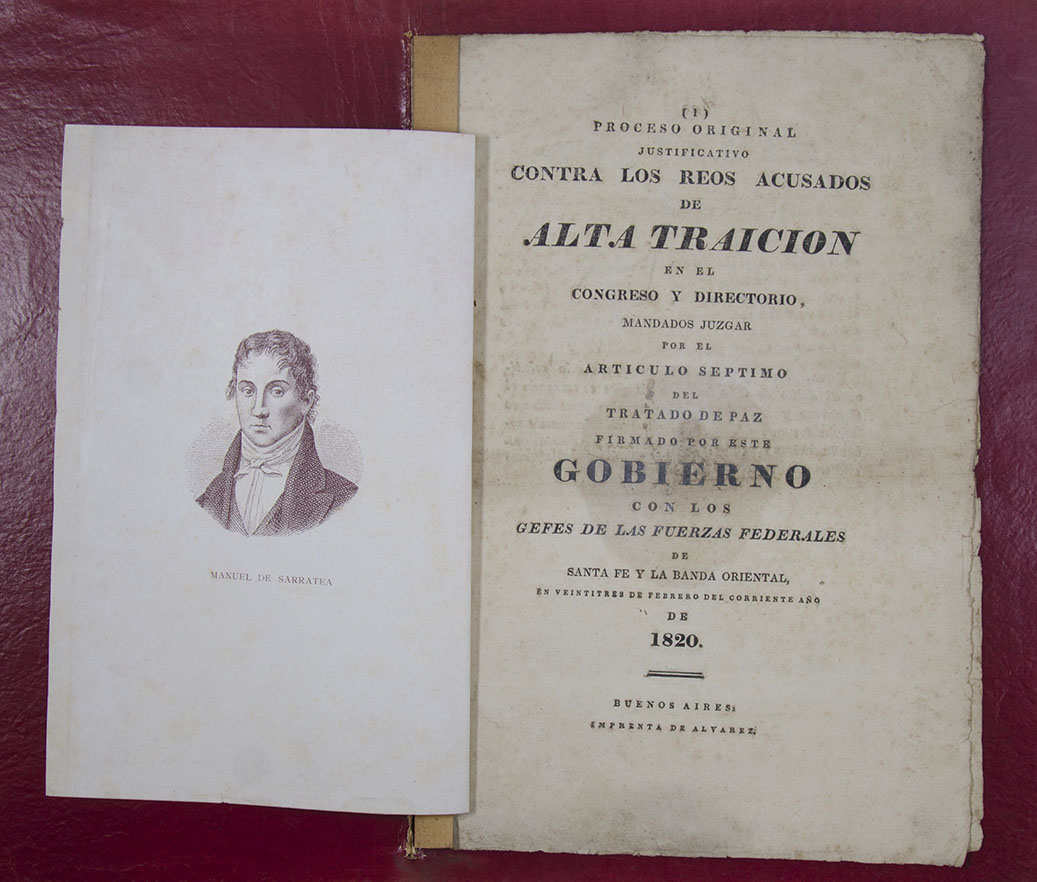 MANUEL DE SARRATEA
(1)
PROCESO ORIGINAL
JUSTIFICATIVO
CONTRA LOS REOS ACUSADOS
DE
ALTA TRAICION
EN EL
CONGRESO Y DIRECTORIO,
MANDADOS JUZGAR
POR EL
ARTICULO SEPTIMO
DEL
TRATADO DE PAZ
FIRMADO POR ESTE
GOBIERNO
CON LOS
GEFES DE LAS FUERZAS FEDERALES
DE
SANTA FE Y LA BANDA ORIENTAL,
EN VEINTITRES DE FEBRERO DEL CORRIENTE AÑO
DE
1820.
BUENOS AIRES:
IMPRENTA DE ALVAREZ.